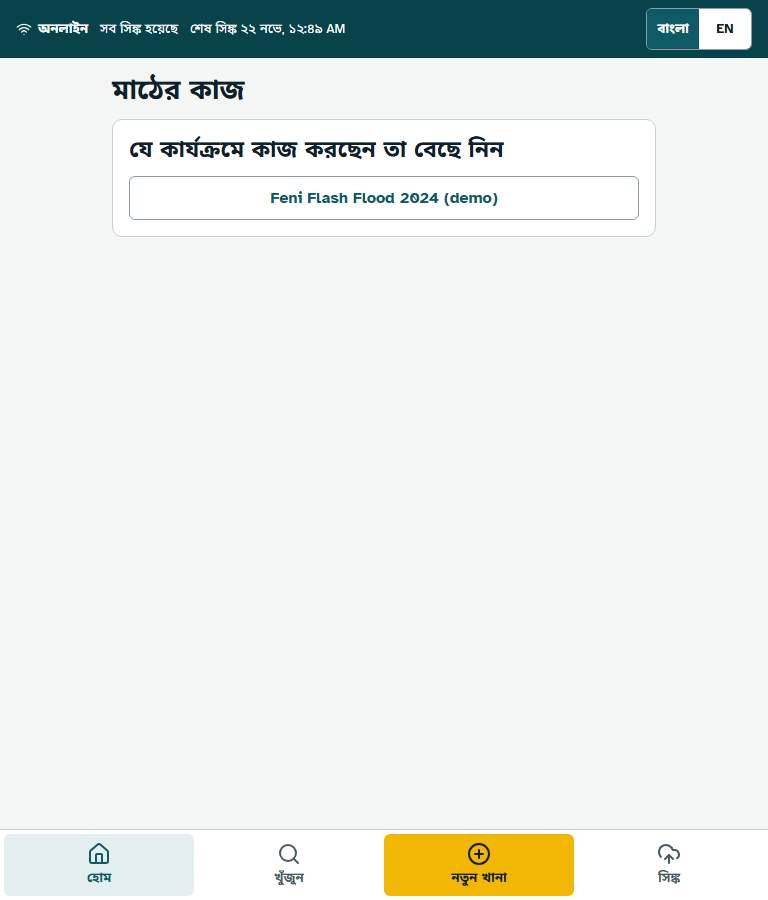 অনলাইন সব সিঙ্ক হয়েছে শেষ সিঙ্ক ২২ নভে, ১২:৪৯ AM বাংলা EN
মাঠের কাজ
যে কার্যক্রমে কাজ করছেন তা বেছে নিন
Feni Flash Flood 2024 (demo)
হোম খুঁজুন নতুন খানা সিঙ্ক